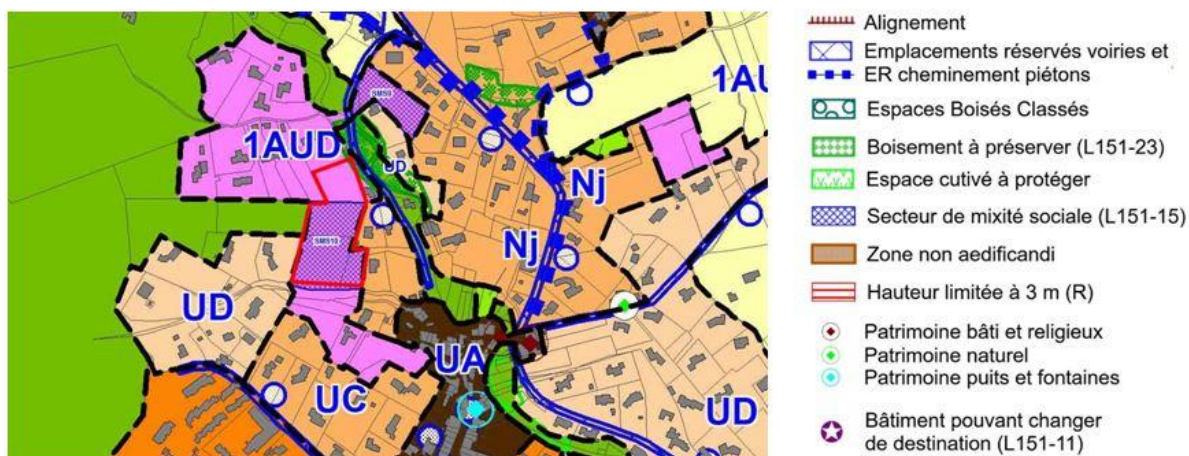 1AUD
SMS9
UD
1AU
Nj
Nj
SMS10
UD
UC
UA
UD
Alignement
Emplacements réservés voiries et
ER cheminement piétons
Espaces Boisés Classés
Boisement à préserver (L151-23)
Espace cutivé à protéger
Secteur de mixité sociale (L151-15)
Zone non aedificandi
Hauteur limitée à 3 m (R)
Patrimoine bâti et religieux
Patrimoine naturel
Patrimoine puits et fontaines
Bâtiment pouvant changer
de destination (L151-11)